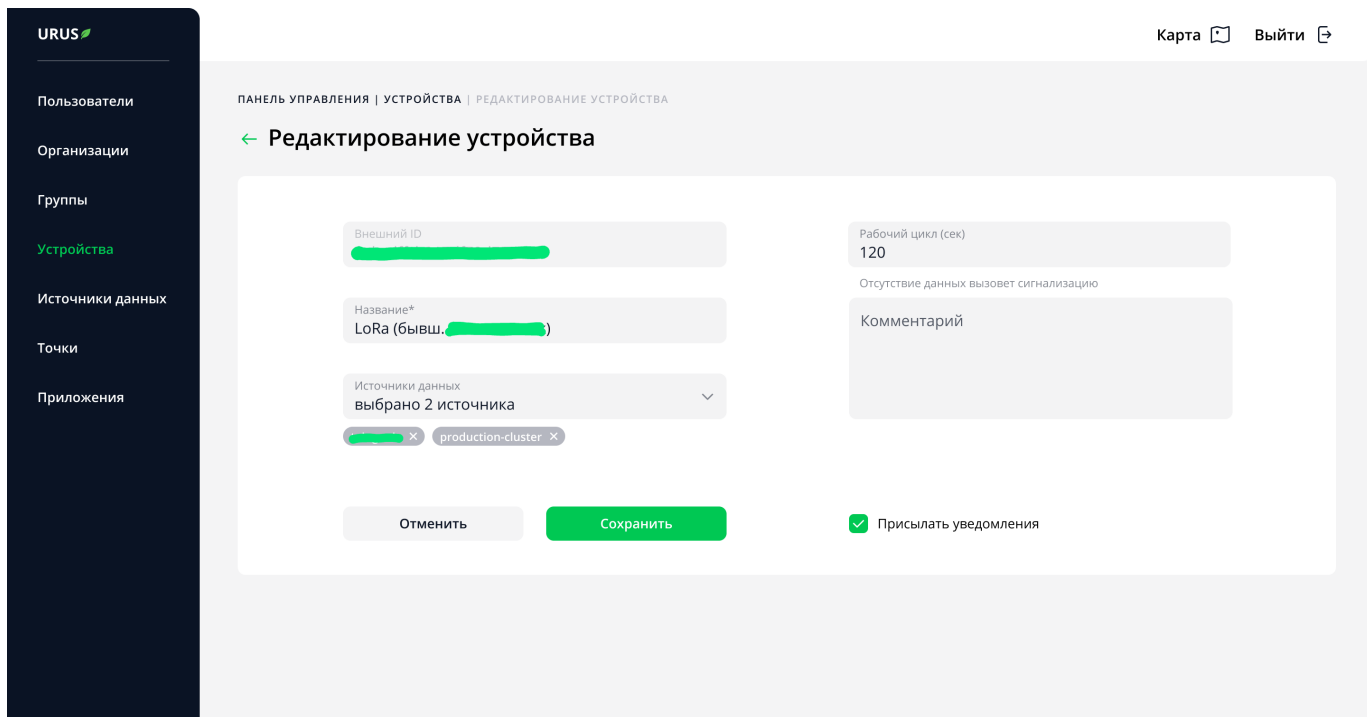 URUS
Карта
Выйти
Пользователи
Организации
Группы
Устройства
Источники данных
Точки
Приложения
ПАНЕЛЬ УПРАВЛЕНИЯ | УСТРОЙСТВА | РЕДАКТИРОВАНИЕ УСТРОЙСТВА
Редактирование устройства
Внешний ID
Название*
LoRa (бывш. )
Источники данных
выбрано 2 источника
production-cluster
Отменить
Сохранить
Рабочий цикл (сек)
120
Отсутствие данных вызовет сигнализацию
Комментарий
Присылать уведомления